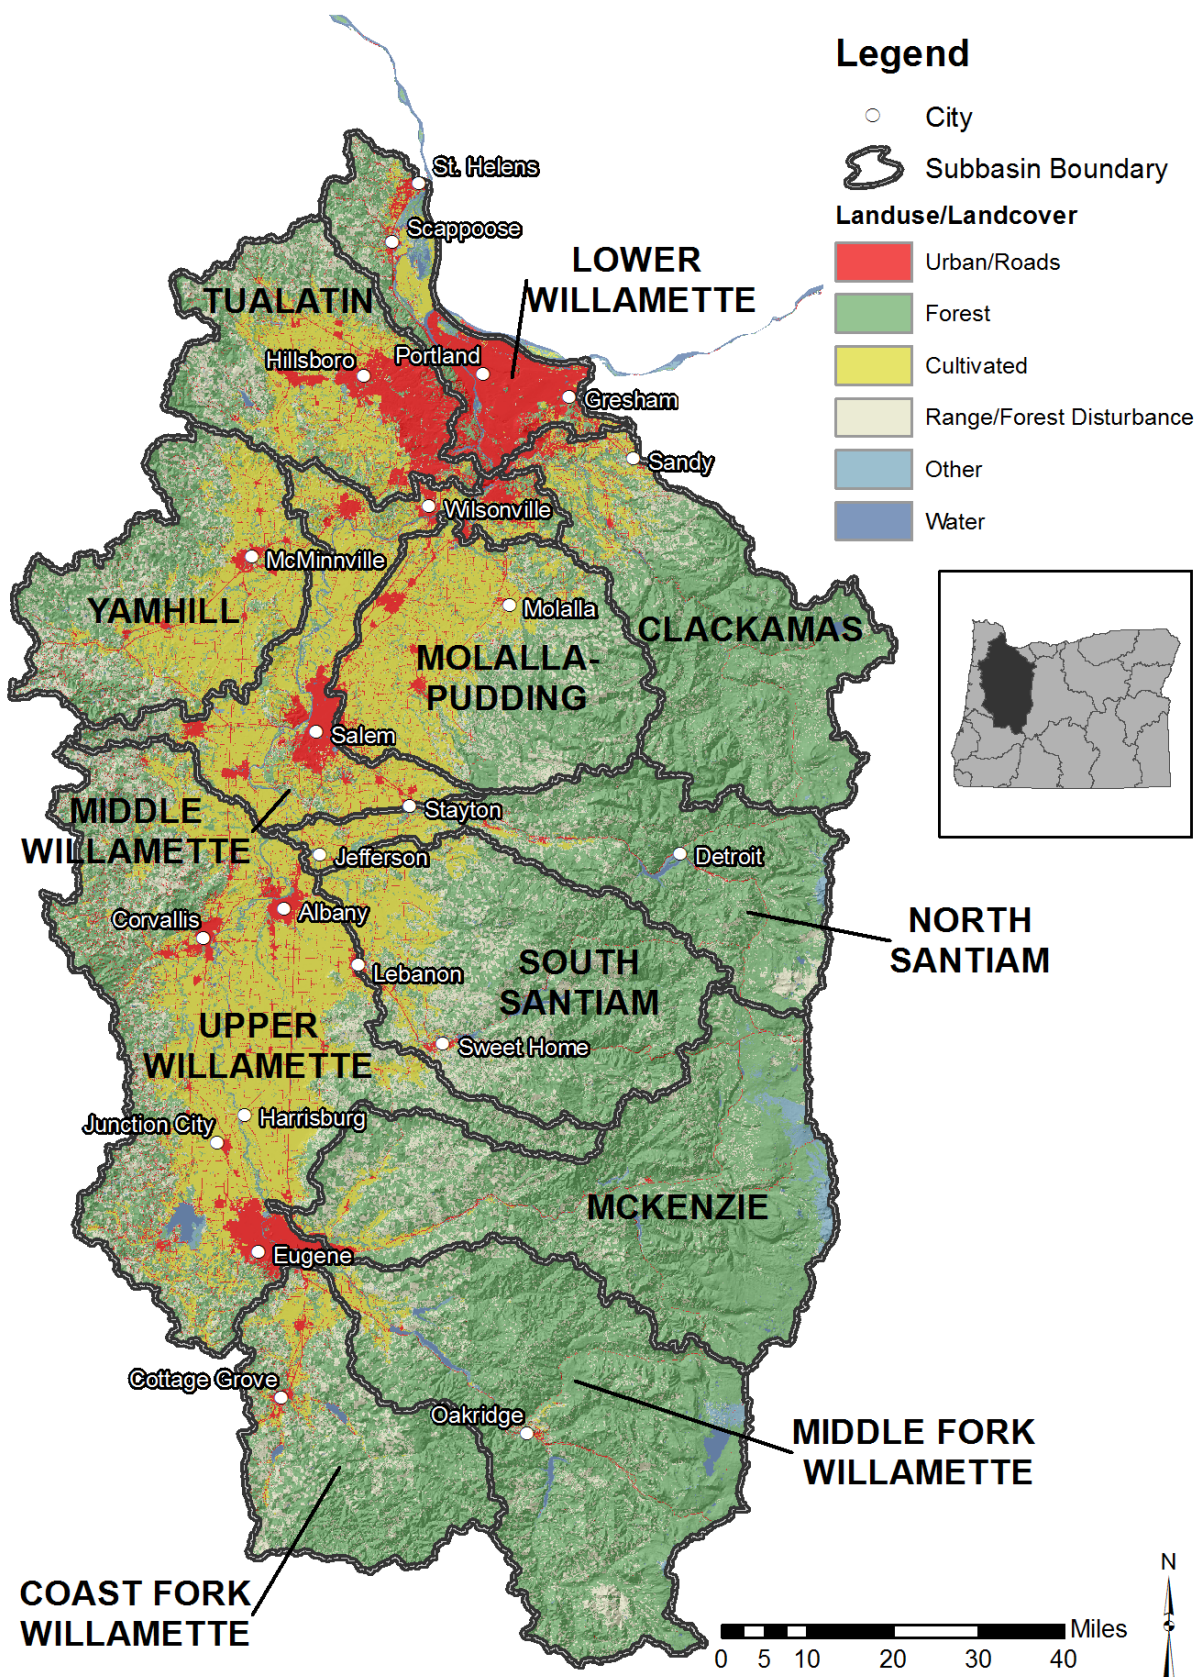 Legend
City
Subbasin Boundary
Landuse/Landcover
Urban/Roads
Forest
Cultivated
Range/Forest Disturbance
Other
Water
St. Helens
Scappoose
LOWER
WILLAMETTE
TUALATIN
Hillsboro
Portland
Gresham
Sandy
Wilsonville
McMinnville
YAMHILL
Molalla
CLACKAMAS
MOLALLA-
PUDDING
Salem
MIDDLE
WILLAMETTE
Stayton
Jefferson
Detroit
Albany
Corvallis
NORTH
SANTIAM
Lebanon
SOUTH
SANTIAM
UPPER
WILLAMETTE
Sweet Home
Junction City
Harrisburg
MCKENZIE
Eugene
Cottage Grove
Oakridge
MIDDLE FORK
WILLAMETTE
COAST FORK
WILLAMETTE
N
Miles
0 5 10 20 30 40